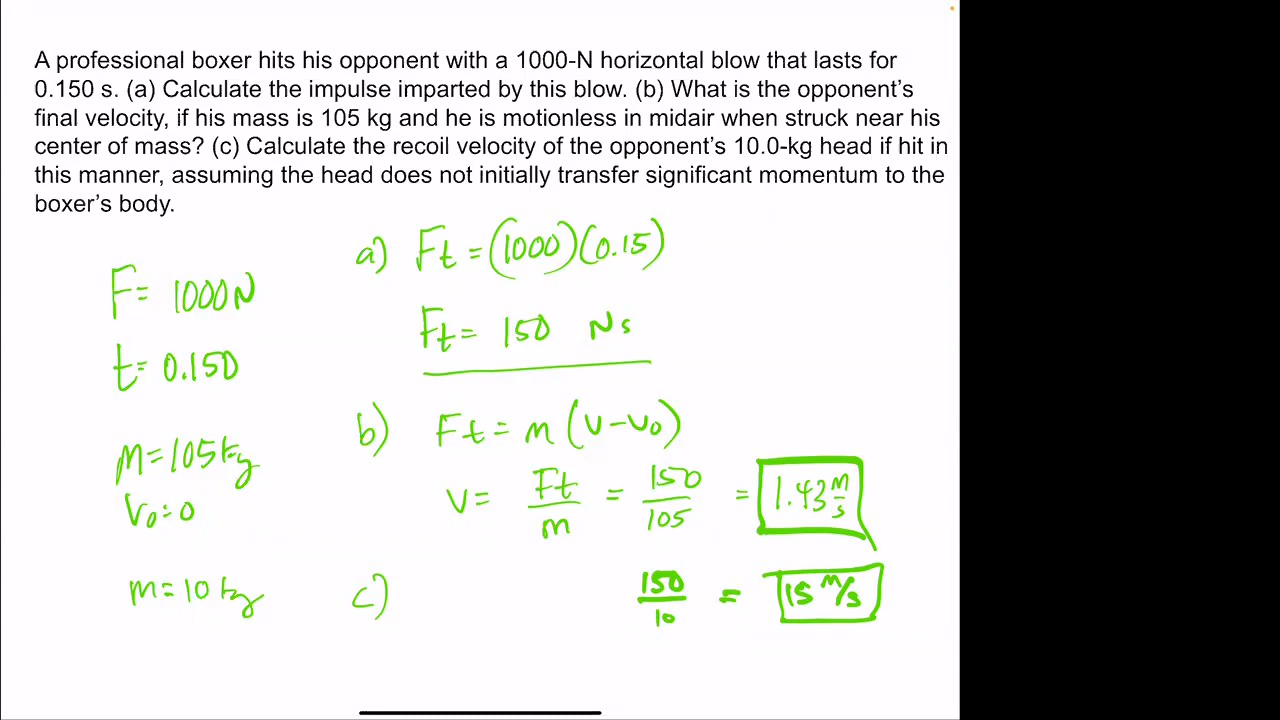 A professional boxer hits his opponent with a 1000-N horizontal blow that lasts for
0.150 s. (a) Calculate the impulse imparted by this blow. (b) What is the opponent's
final velocity, if his mass is 105 kg and he is motionless in midair when struck near his
center of mass? (c) Calculate the recoil velocity of the opponent's 10.0-kg head if hit in
this manner, assuming the head does not initially transfer significant momentum to the
boxer's body.
F= 1000N
t= 0.150
M=105kg
V₀=0
m=10 kg
a) Ft=(1000)(0.15)
Ft= 150 Ns
b) Ft= m (V-V₀)
V= Ft/m = 150/105 = 1.43 m/s
c) 150/10 = 15 m/s